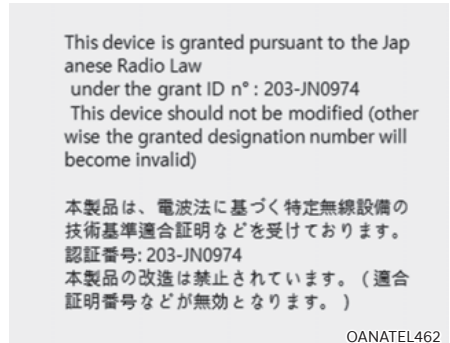 This device is granted pursuant to the Jap
anese Radio Law
under the grant ID n° : 203-JN0974
This device should not be modified (other
wise the granted designation number will
become invalid)
本製品は、電波法に基づく特定無線設備の
技術基準適合証明などを受けております。
認証番号: 203-JN0974
本製品の改造は禁止されています。(適合
証明番号などが無効となります。)
OANATEL462